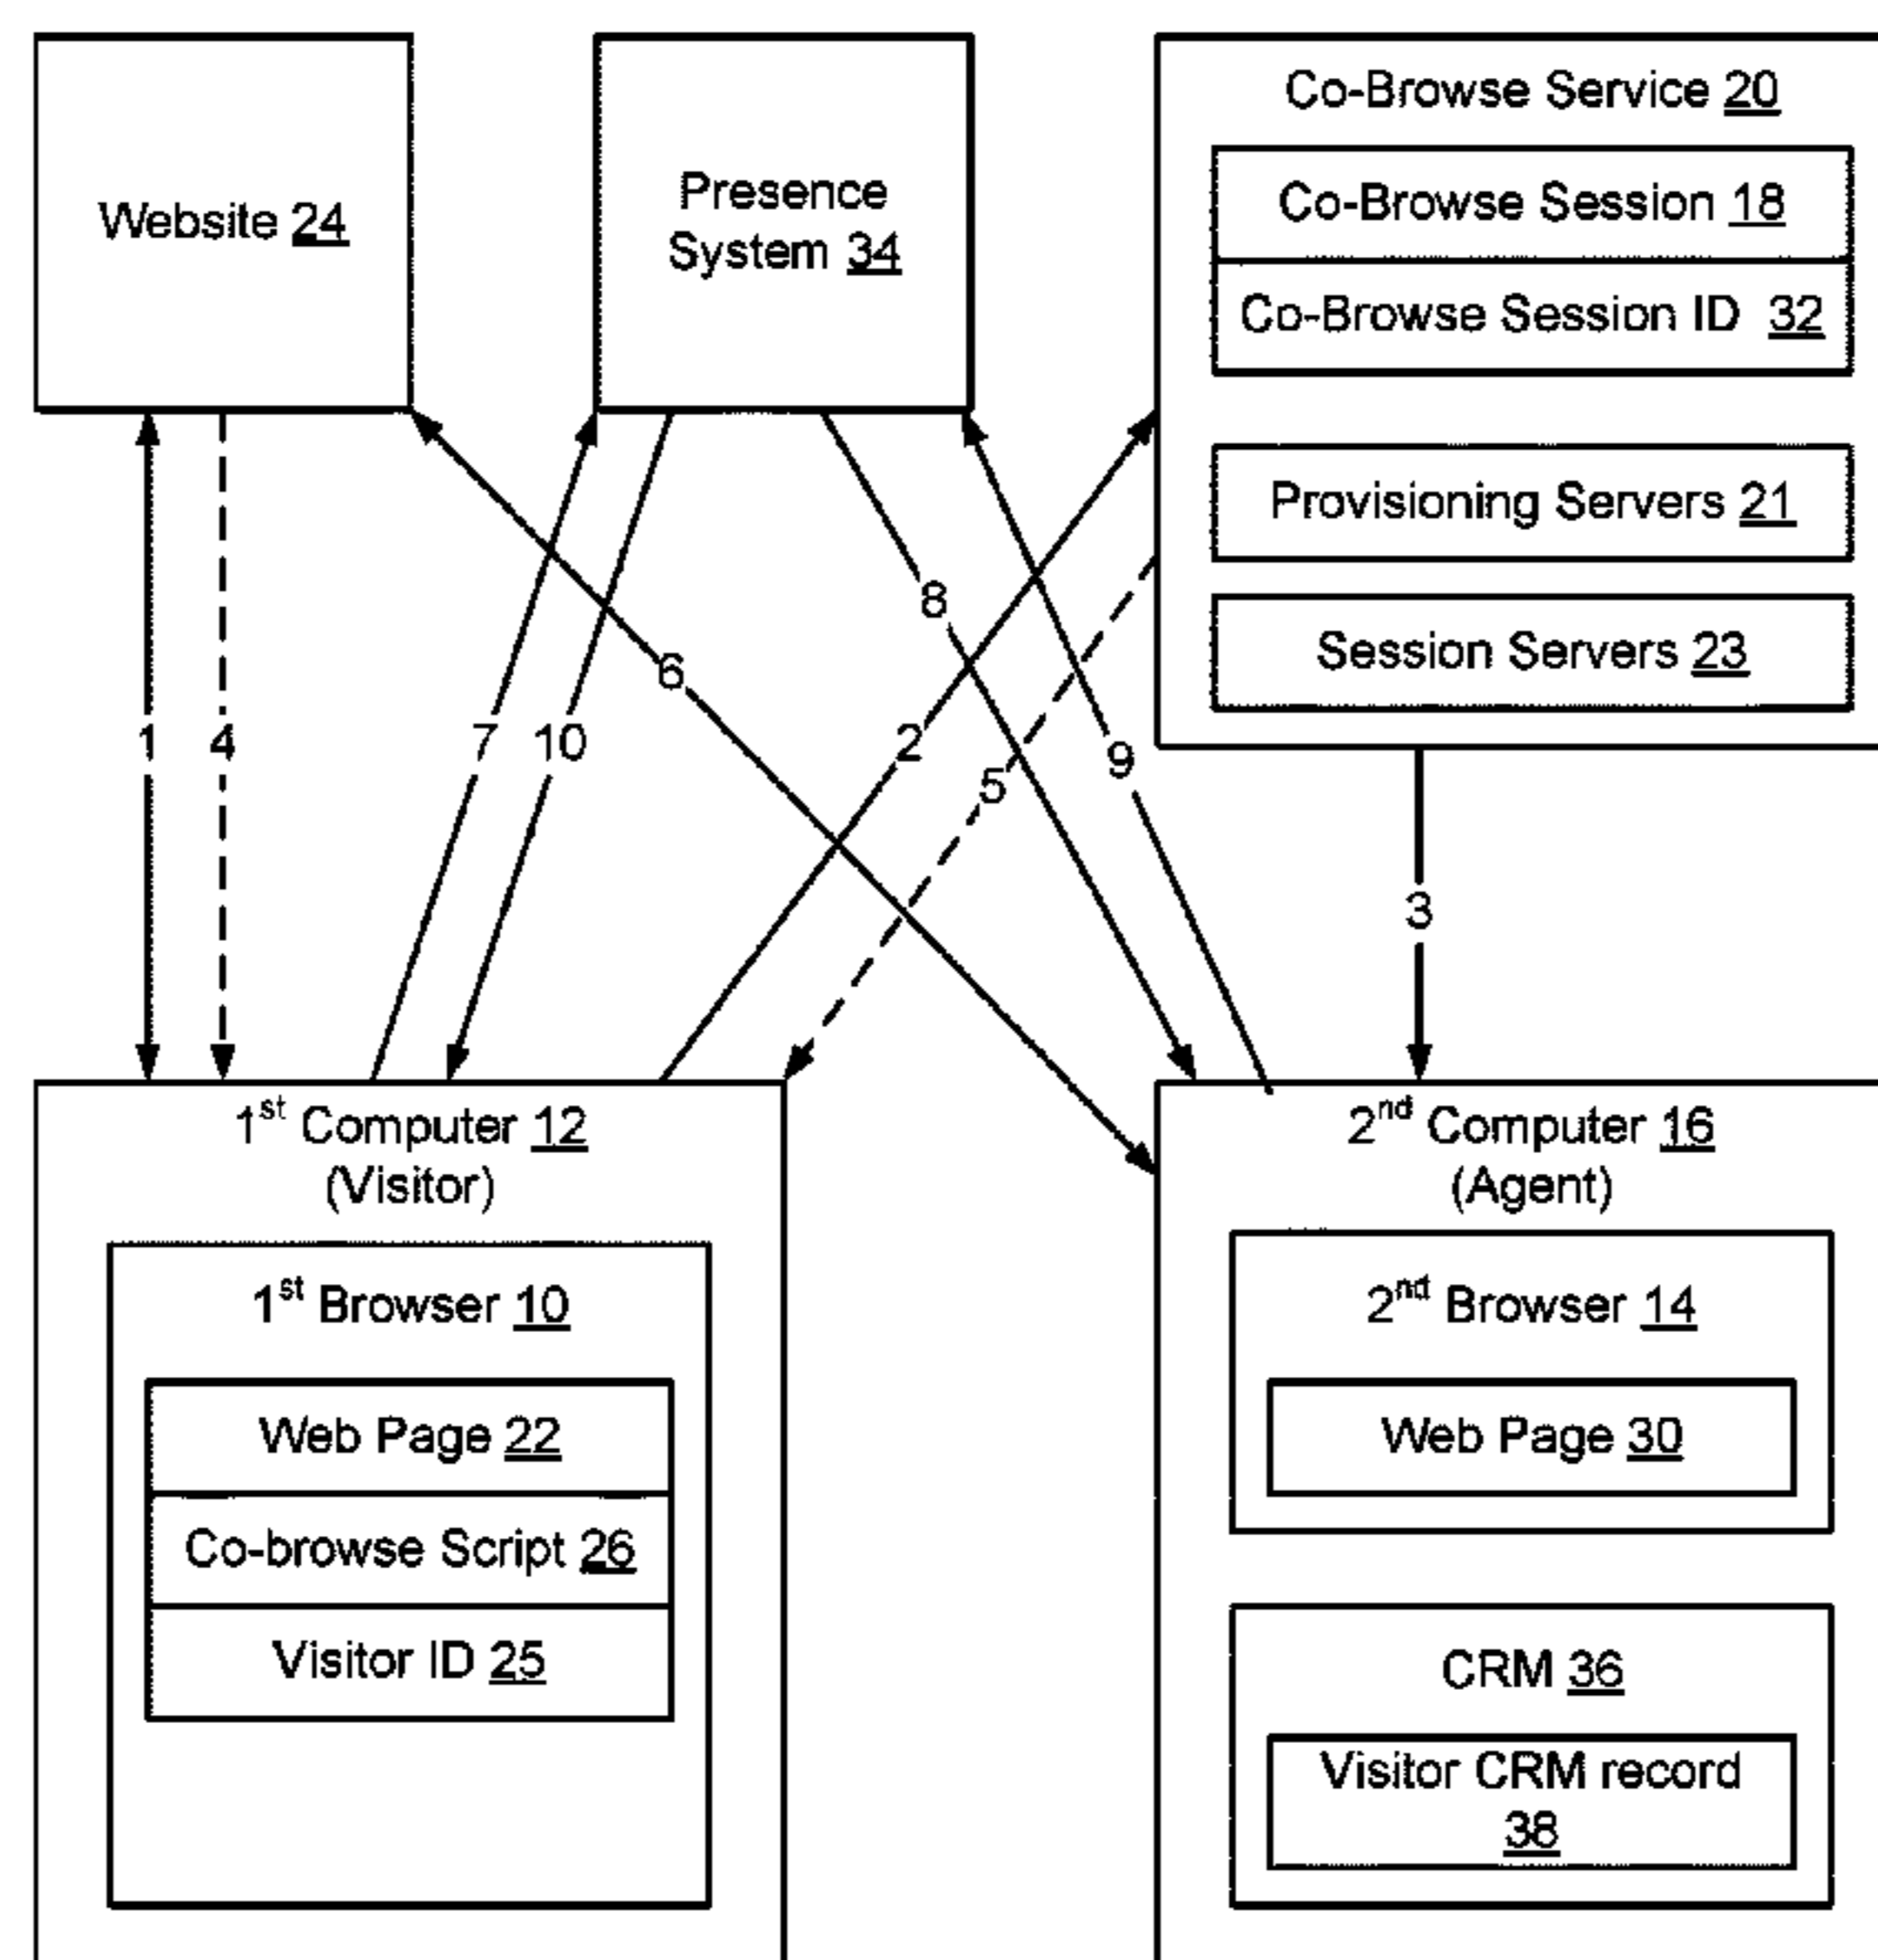 Website 24
Presence
System 34
Co-Browse Service 20
Co-Browse Session 18
Co-Browse Session ID 32
Provisioning Servers 21
Session Servers 23
1
4
7
10
6
8
2
5
9
3
1st Computer 12
(Visitor)
1st Browser 10
Web Page 22
Co-browse Script 26
Visitor ID 25
2nd Computer 16
(Agent)
2nd Browser 14
Web Page 30
CRM 36
Visitor CRM record
38